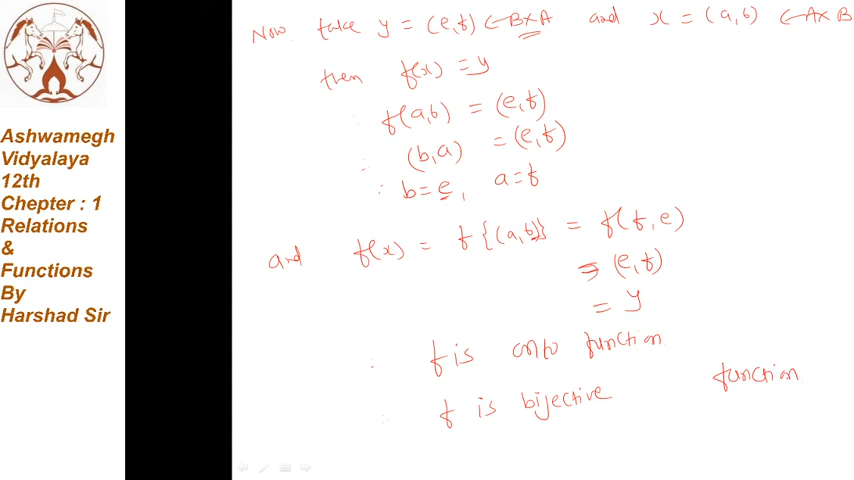 Ashwamegh
Vidyalaya
12th
Chepter : 1
Relations
&
Functions
By
Harshad Sir
Now take y = (e,f) ∈ B×A and x = (a,b) ∈ A×B
then f(x) = y
∴ f(a,b) = (e,f)
∴ (b,a) = (e,f)
∴ b=e, a=f
and f(x) = f{(a,b)} = f(f,e)
= (e,f)
= y
∴ f is onto function
∴ f is bijective function